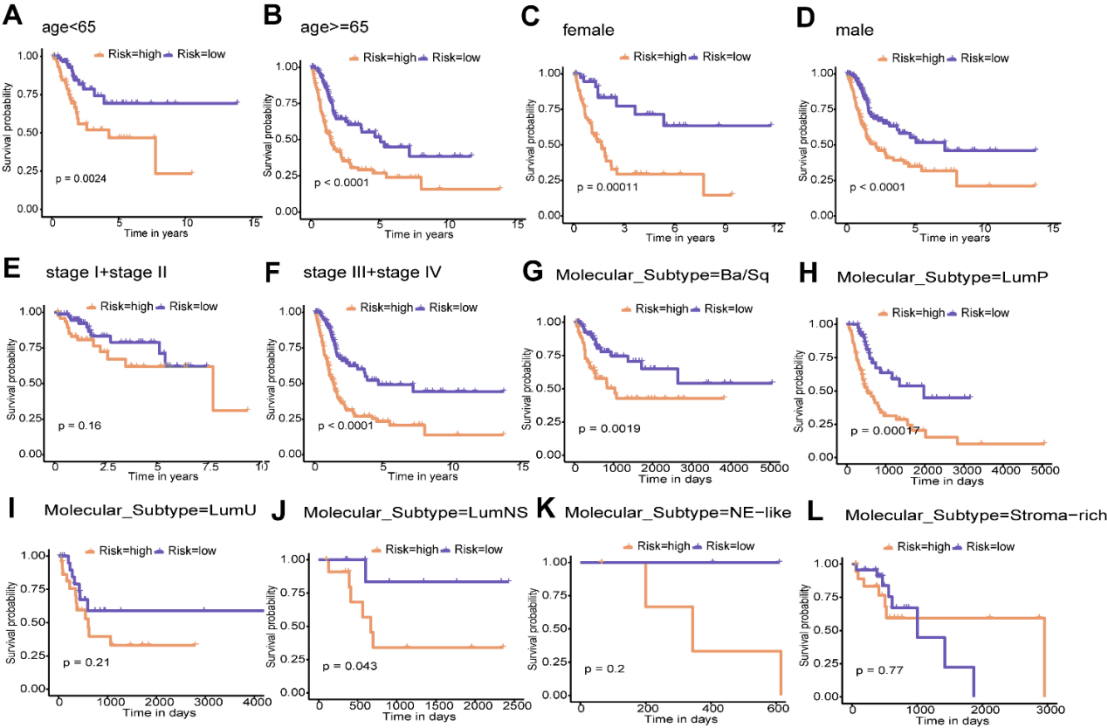 A age<65
Risk=high Risk=low
Survival probability
1.00
0.75
0.50
0.25
0.00
p = 0.0024
0 5 10 15
Time in years
B age>=65
Risk=high Risk=low
Survival probability
1.00
0.75
0.50
0.25
0.00
p < 0.0001
0 5 10 15
Time in years
C female
Risk=high Risk=low
Survival probability
1.00
0.75
0.50
0.25
0.00
p = 0.00011
0 3 6 9 12
Time in years
D male
Risk=high Risk=low
Survival probability
1.00
0.75
0.50
0.25
0.00
p < 0.0001
0 5 10 15
Time in years
E stage I+stage II
Risk=high Risk=low
Survival probability
1.00
0.75
0.50
0.25
0.00
p = 0.16
0.0 2.5 5.0 7.5 10
Time in years
F stage III+stage IV
Risk=high Risk=low
Survival probability
1.00
0.75
0.50
0.25
0.00
p < 0.0001
0 5 10 15
Time in years
G Molecular_Subtype=Ba/Sq
Risk=high Risk=low
Survival probability
1.00
0.75
0.50
0.25
0.00
p = 0.0019
0 1000 2000 3000 4000 5000
Time in days
H Molecular_Subtype=LumP
Risk=high Risk=low
Survival probability
1.00
0.75
0.50
0.25
0.00
p = 0.00017
0 1000 2000 3000 4000 5000
Time in days
I Molecular_Subtype=LumU
Risk=high Risk=low
Survival probability
1.00
0.75
0.50
0.25
0.00
p = 0.21
0 1000 2000 3000 4000
Time in days
J Molecular_Subtype=LumNS
Risk=high Risk=low
Survival probability
1.00
0.75
0.50
0.25
0.00
p = 0.043
0 500 1000 1500 2000 2500
Time in days
K Molecular_Subtype=NE−like
Risk=high Risk=low
Survival probability
1.00
0.75
0.50
0.25
0.00
p = 0.2
0 200 400 600
Time in days
L Molecular_Subtype=Stroma−rich
Risk=high Risk=low
Survival probability
1.00
0.75
0.50
0.25
0.00
p = 0.77
0 1000 2000 3000
Time in days